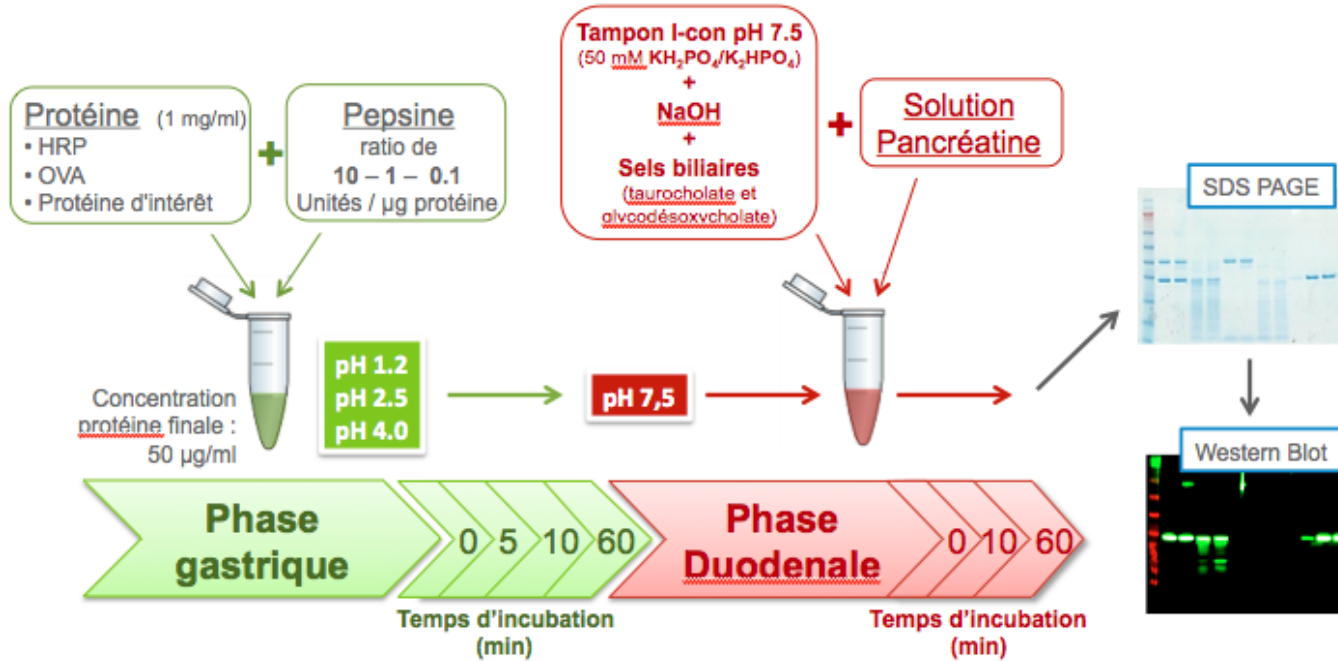 Protéine (1 mg/ml)
• HRP
• OVA
• Protéine d'intérêt
+
Pepsine
ratio de
10 – 1 – 0.1
Unités / µg protéine
Tampon I-con pH 7.5
(50 mM KH₂PO₄/K₂HPO₄)
+
NaOH
+
Sels biliaires
(taurocholate et
glycodésoxycholate)
+
Solution
Pancréatine
Concentration
protéine finale :
50 µg/ml
pH 1.2
pH 2.5
pH 4.0
pH 7,5
SDS PAGE
Western Blot
Phase
gastrique
0 5 10 60
Temps d'incubation
(min)
Phase
Duodenale
0 10 60
Temps d'incubation
(min)